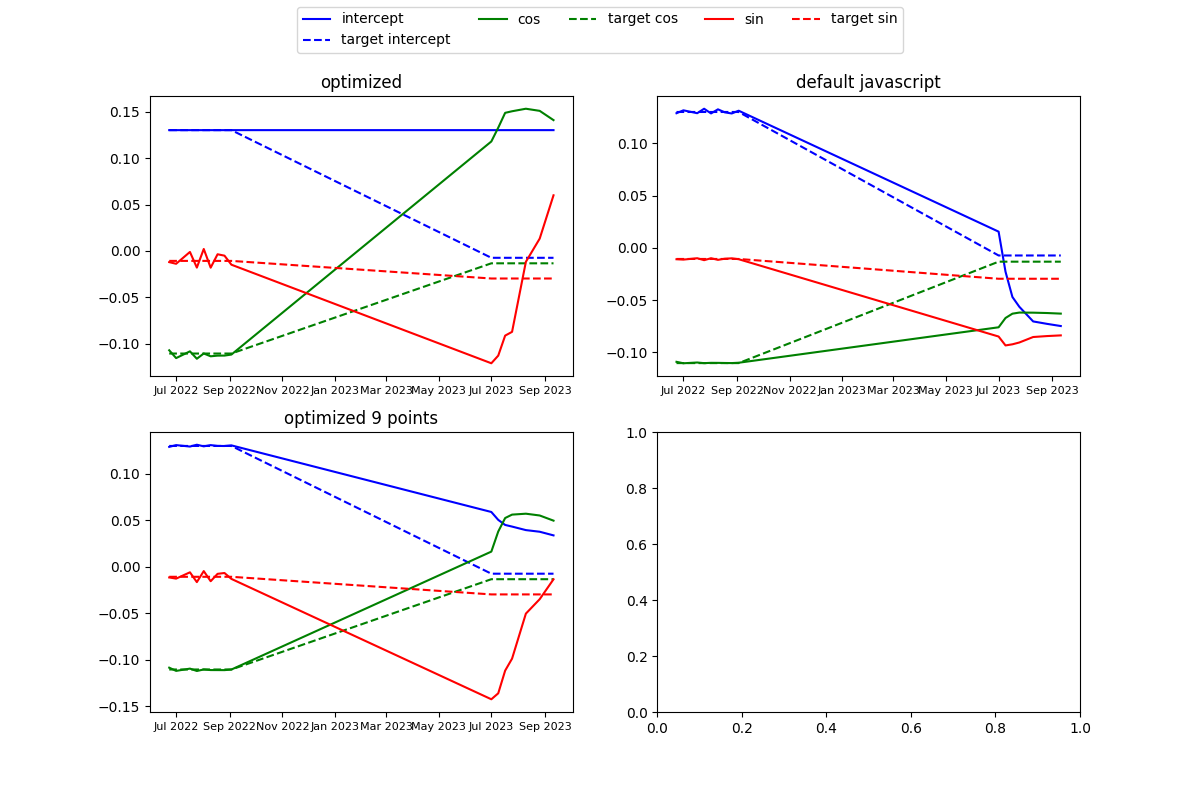 intercept cos target cos sin target sin
target intercept
optimized
0.15
0.10
0.05
0.00
−0.05
−0.10
Jul 2022 Sep 2022 Nov 2022 Jan 2023 Mar 2023 May 2023 Jul 2023 Sep 2023
default javascript
0.10
0.05
0.00
−0.05
−0.10
Jul 2022 Sep 2022 Nov 2022 Jan 2023 Mar 2023 May 2023 Jul 2023 Sep 2023
optimized 9 points
0.10
0.05
0.00
−0.05
−0.10
−0.15
Jul 2022 Sep 2022 Nov 2022 Jan 2023 Mar 2023 May 2023 Jul 2023 Sep 2023
1.0
0.8
0.6
0.4
0.2
0.0
0.0 0.2 0.4 0.6 0.8 1.0